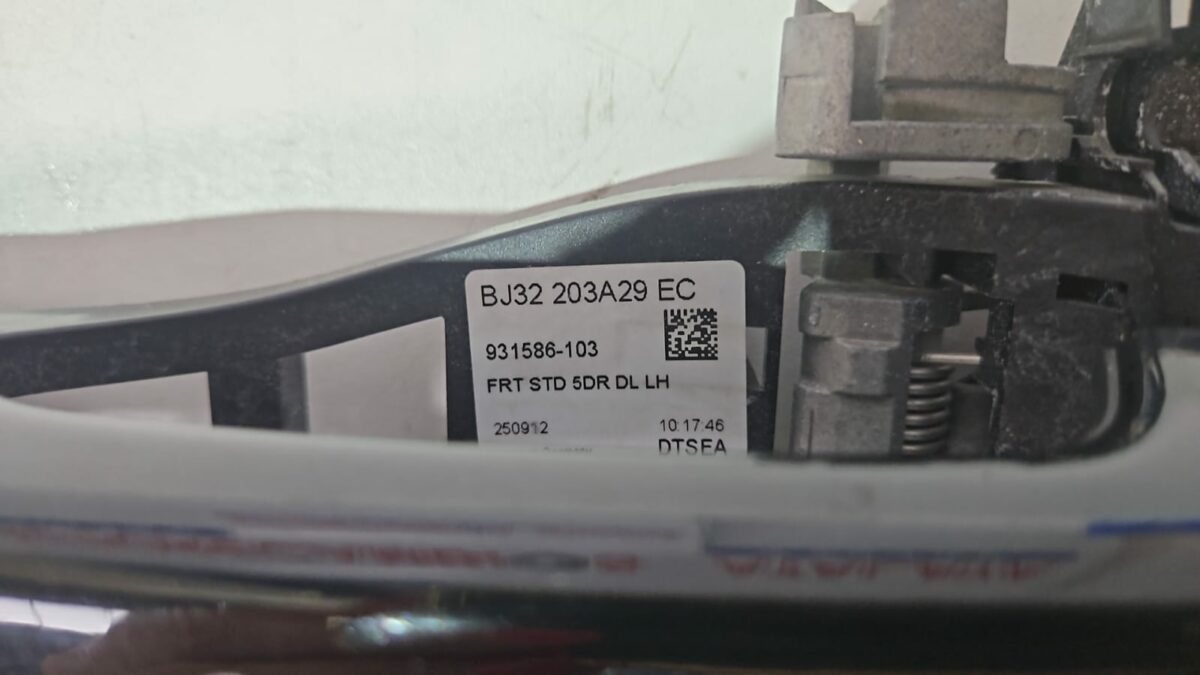 BJ32 203A29 EC
931586-103
FRT STD 5DR DL LH
250912 10:17:46
DTSEA